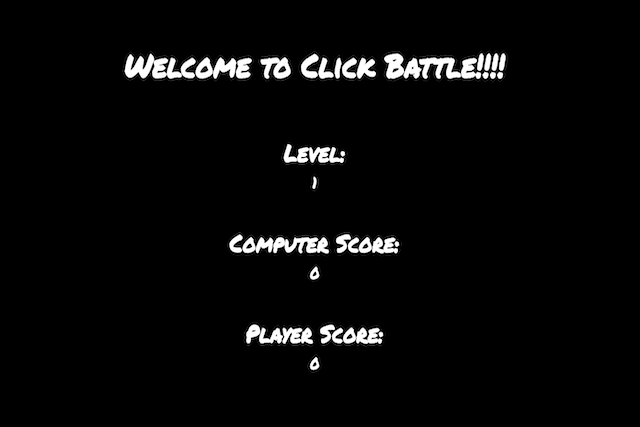 Welcome to Click Battle!!!!
Level:
1
Computer Score:
0
Player Score:
0